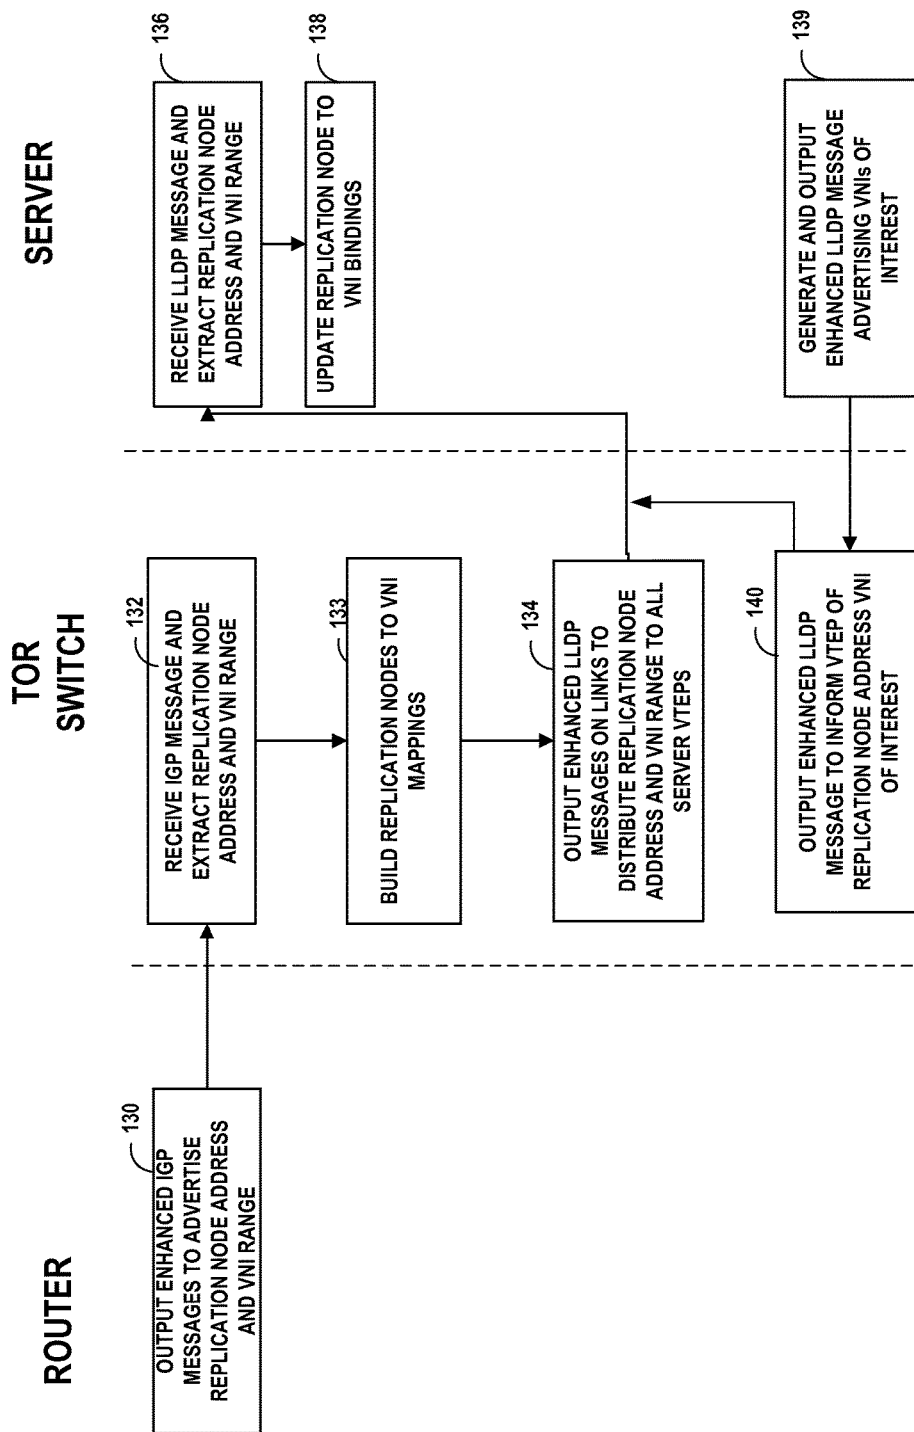 ROUTER
TOR
SWITCH
SERVER
130
OUTPUT ENHANCED IGP
MESSAGES TO ADVERTISE
REPLICATION NODE ADDRESS
AND VNI RANGE
132
RECEIVE IGP MESSAGE AND
EXTRACT REPLICATION NODE
ADDRESS AND VNI RANGE
133
BUILD REPLICATION NODES TO VNI
MAPPINGS
134
OUTPUT ENHANCED LLDP
MESSAGES ON LINKS TO
DISTRIBUTE REPLICATION NODE
ADDRESS AND VNI RANGE TO ALL
SERVER VTEPS
136
RECEIVE LLDP MESSAGE AND
EXTRACT REPLICATION NODE
ADDRESS AND VNI RANGE
138
UPDATE REPLICATION NODE TO
VNI BINDINGS
139
GENERATE AND OUTPUT
ENHANCED LLDP MESSAGE
ADVERTISING VNIs OF
INTEREST
140
OUTPUT ENHANCED LLDP
MESSAGE TO INFORM VTEP OF
REPLICATION NODE ADDRESS VNI
OF INTEREST